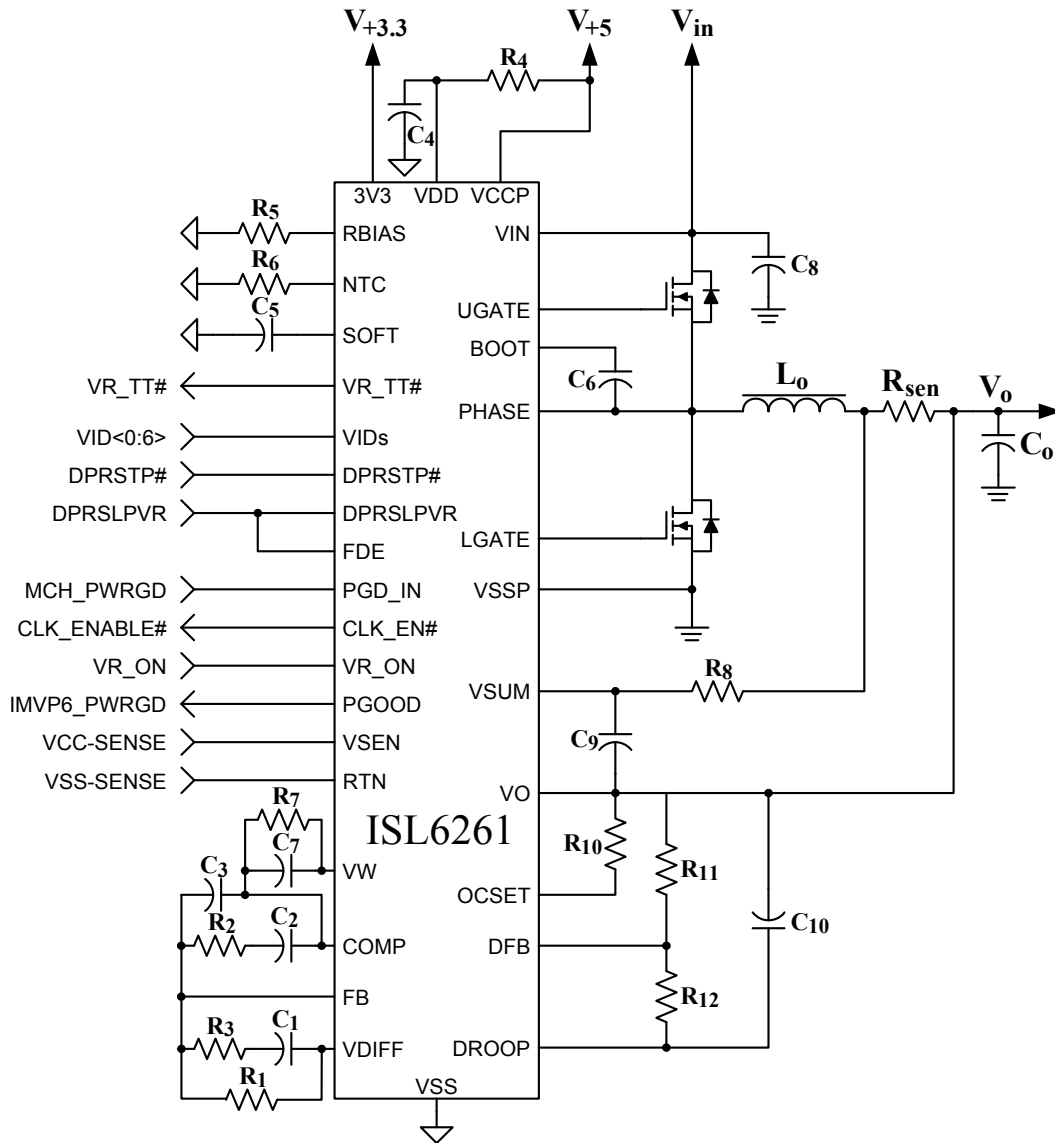 V+3.3
V+5
Vin
R4
C4
3V3
VDD
VCCP
R5
RBIAS
VIN
C8
R6
NTC
UGATE
C5
SOFT
BOOT
C6
Lo
Rsen
Vo
VR_TT#
VR_TT#
PHASE
Co
VID<0:6>
VIDs
DPRSTP#
DPRSTP#
DPRSLPVR
DPRSLPVR
LGATE
FDE
MCH_PWRGD
PGD_IN
VSSP
CLK_ENABLE#
CLK_EN#
VR_ON
VR_ON
R8
VSUM
IMVP6_PWRGD
PGOOD
VCC-SENSE
VSEN
C9
VSS-SENSE
RTN
VO
R7
ISL6261
R10
C7
C3
VW
R11
OCSET
R2
C2
COMP
DFB
C10
FB
R12
R3
C1
VDIFF
DROOP
R1
VSS